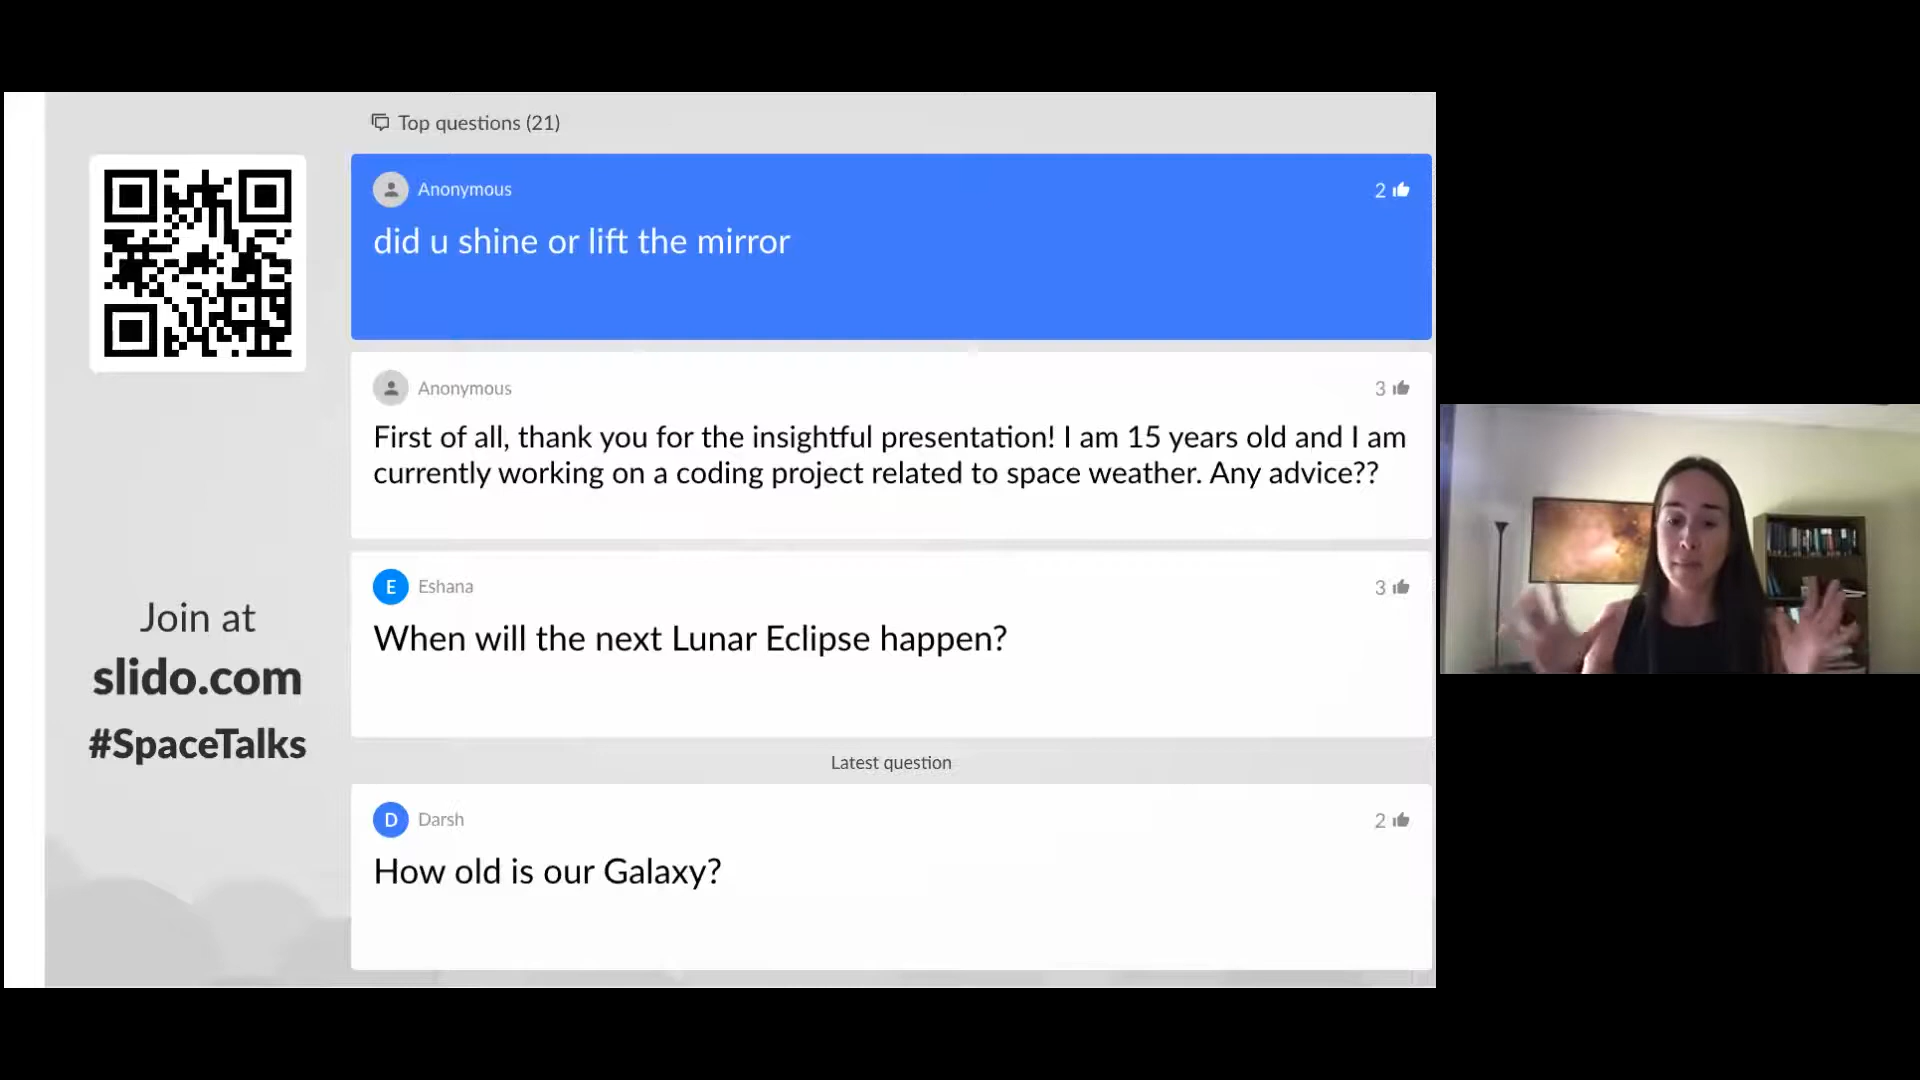 Top questions (21)
Anonymous
2
did u shine or lift the mirror
Anonymous
3
First of all, thank you for the insightful presentation! I am 15 years old and I am
currently working on a coding project related to space weather. Any advice??
E
Eshana
3
When will the next Lunar Eclipse happen?
Join at
slido.com
#SpaceTalks
Latest question
D
Darsh
2
How old is our Galaxy?